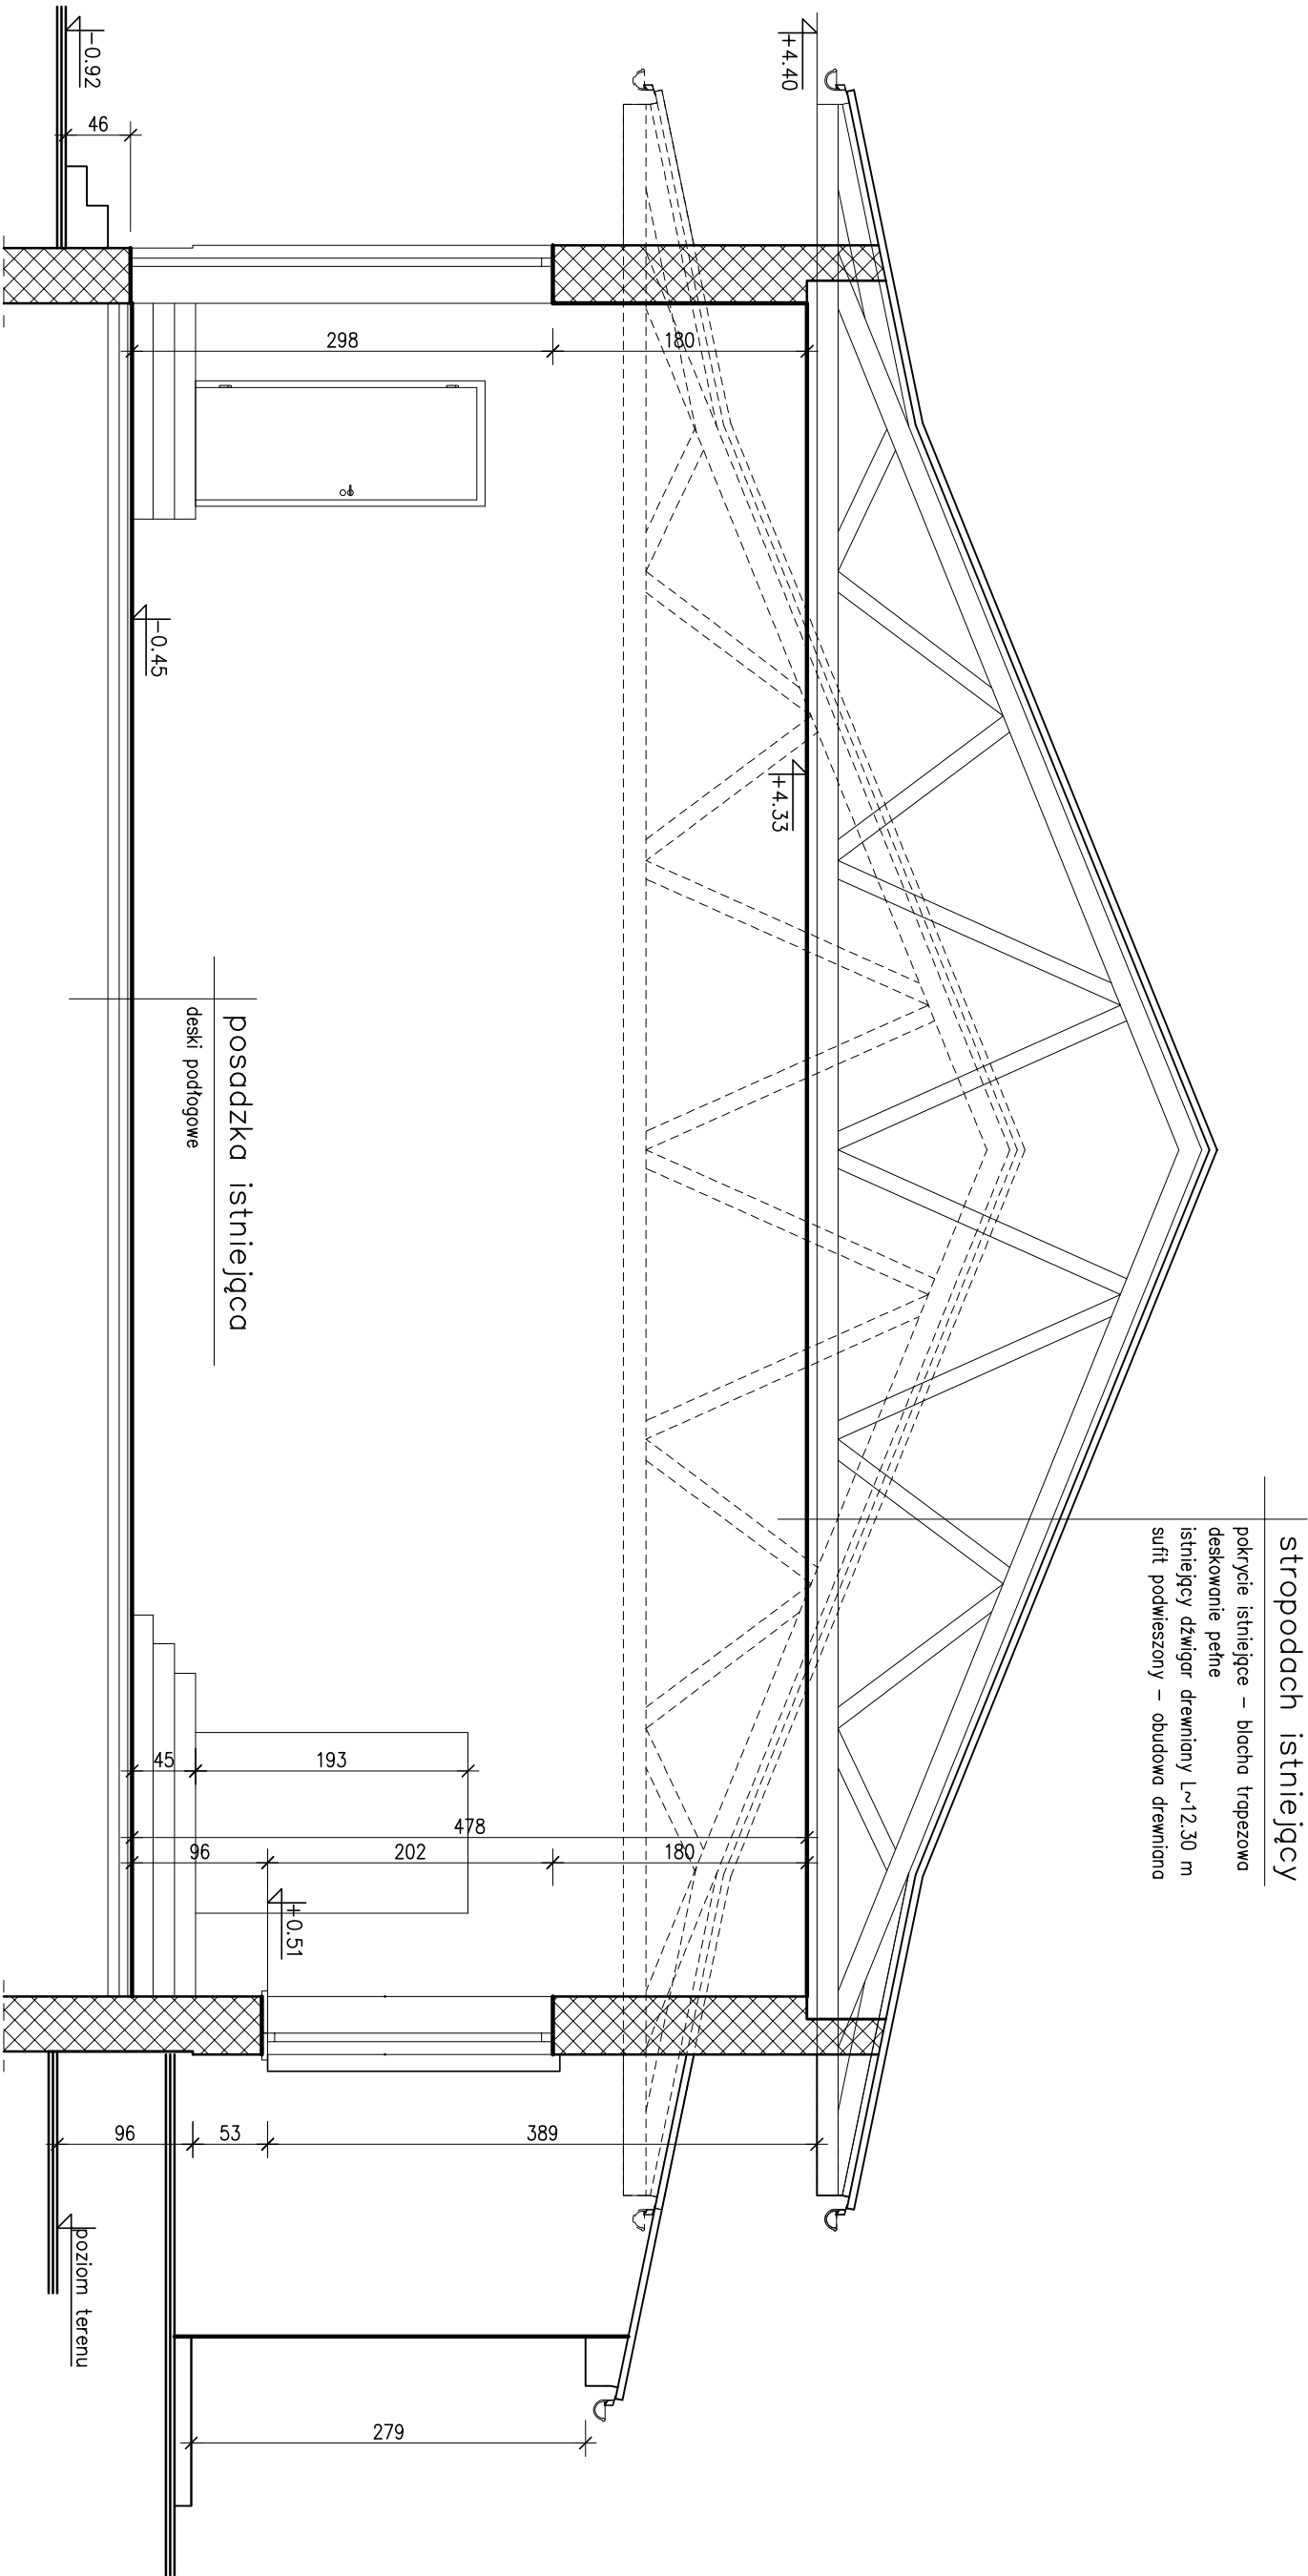 stropodach istniejący
pokrycie istniejące – blacha trapezowa
deskowanie pełne
istniejący dźwigar drewniany L~12.30 m
sufit podwieszony – obudowa drewniana
+4.40
+4.33
180
298
180
202
96
478
193
45
+0.51
389
53
96
279
posadzka istniejąca
deski podłogowe
-0.45
-0.92
46
poziom terenu